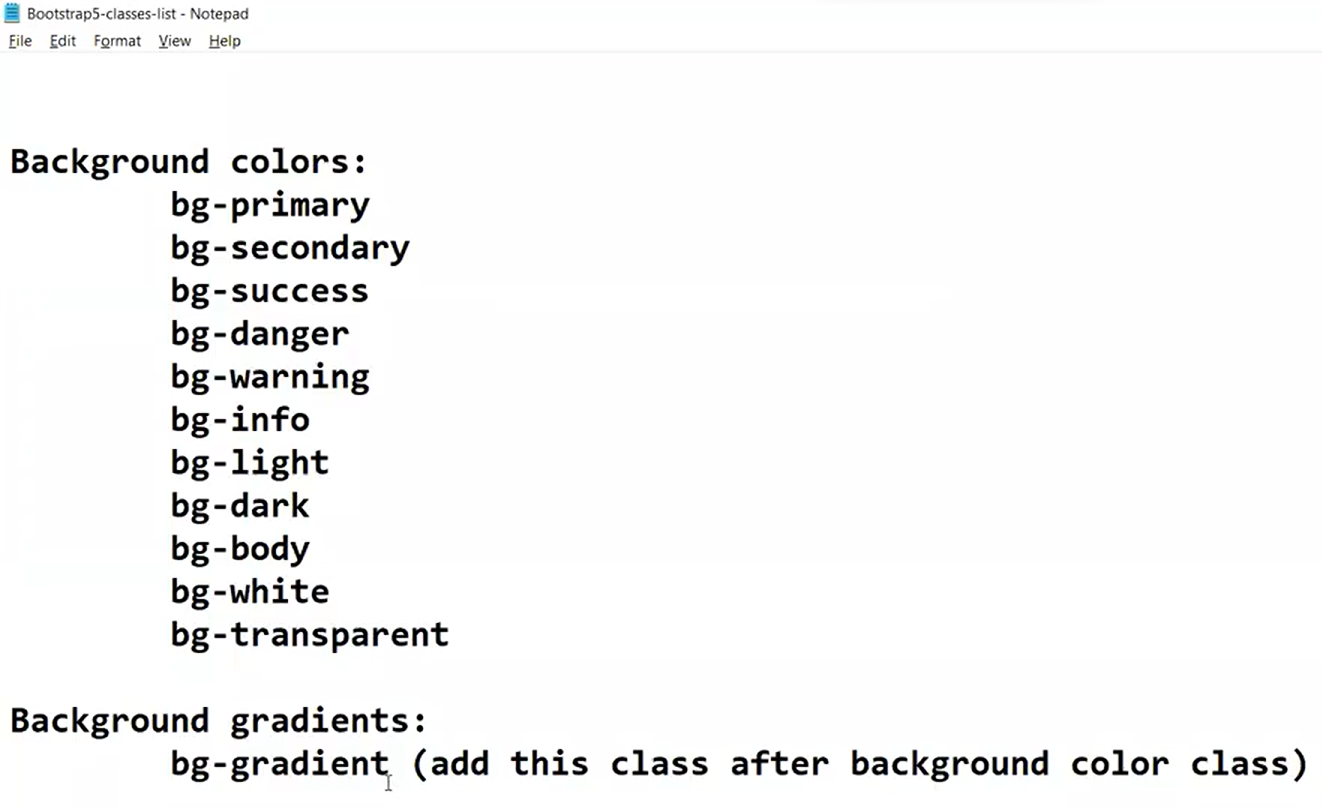 Bootstrap5-classes-list - Notepad
File Edit Format View Help
Background colors:
bg-primary
bg-secondary
bg-success
bg-danger
bg-warning
bg-info
bg-light
bg-dark
bg-body
bg-white
bg-transparent
Background gradients:
bg-gradient (add this class after background color class)